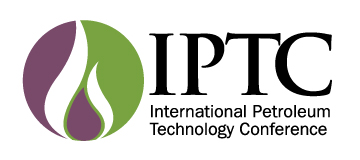 IPTC
International Petroleum
Technology Conference